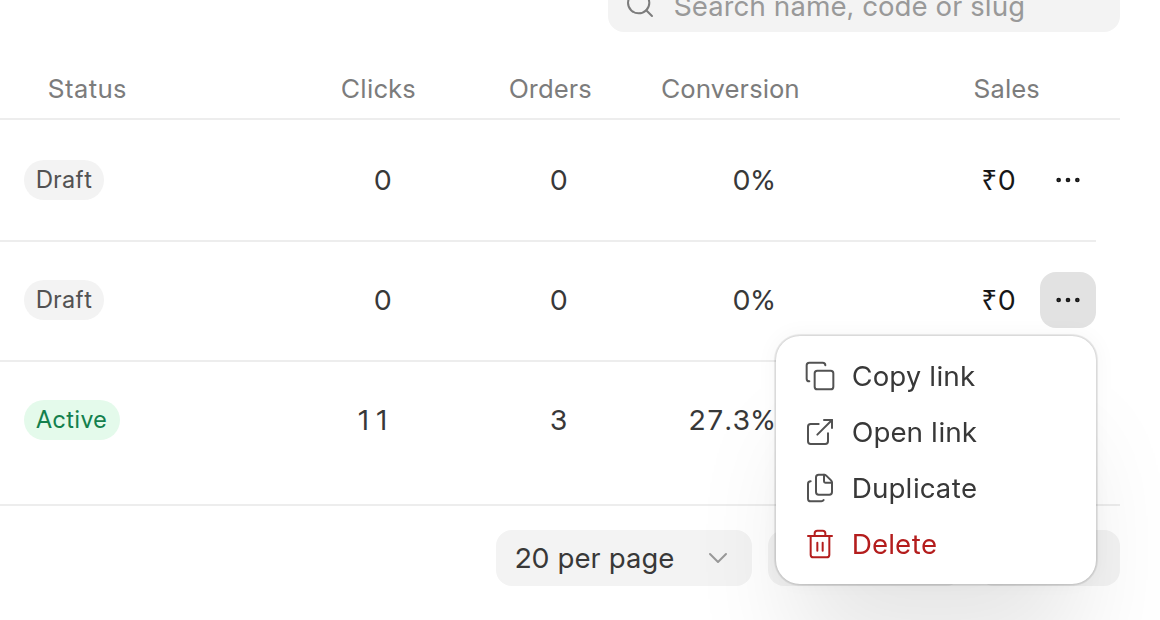 Search name, code or slug
Status Clicks Orders Conversion Sales
Draft 0 0 0% ₹0
Draft 0 0 0% ₹0
Active 11 3 27.3%
Copy link
Open link
Duplicate
Delete
20 per page